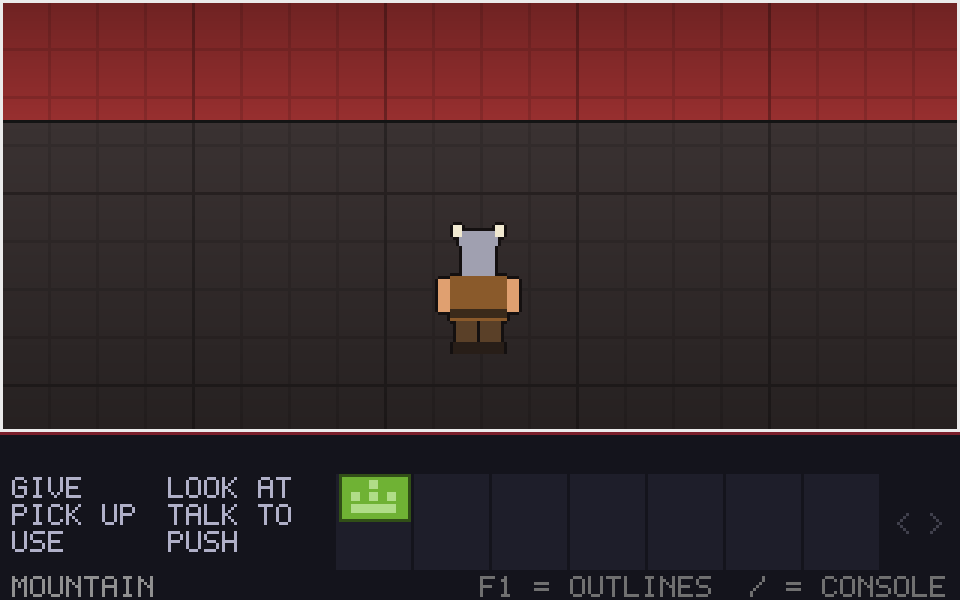 GIVE LOOK AT
PICK UP TALK TO
USE PUSH
< >
MOUNTAIN F1 = OUTLINES / = CONSOLE